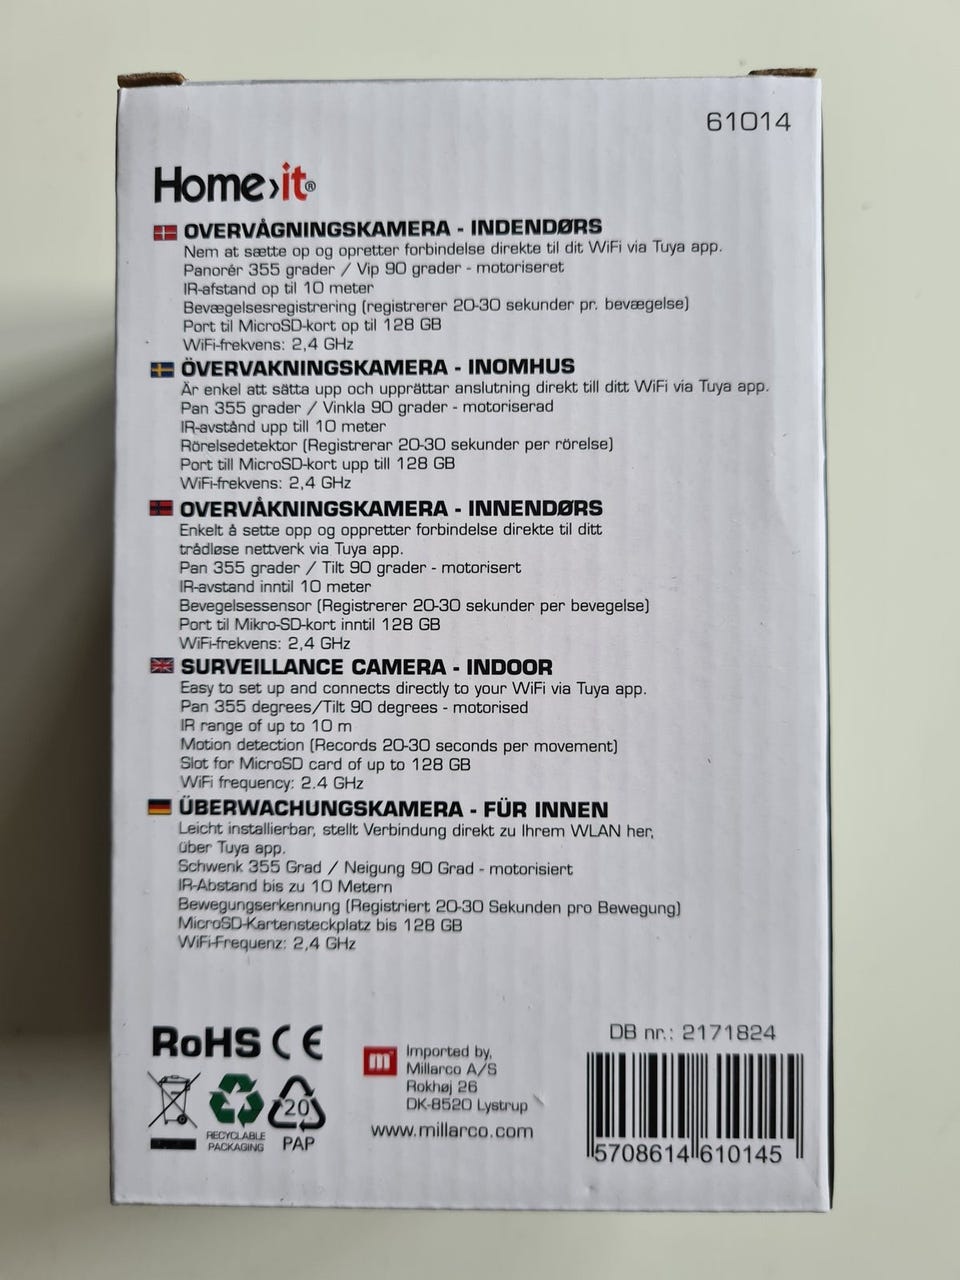 61014
Home›it®
OVERVÅGNINGSKAMERA - INDENDØRS
Nem at sætte op og opretter forbindelse direkte til dit WiFi via Tuya app.
Panorér 355 grader / Vip 90 grader - motoriseret
IR-afstand op til 10 meter
Bevægelsesregistrering (registrerer 20-30 sekunder pr. bevægelse)
Port til MicroSD-kort op til 128 GB
WiFi-frekvens: 2,4 GHz
ÖVERVAKNINGSKAMERA - INOMHUS
Är enkel att sätta upp och upprättar anslutning direkt till ditt WiFi via Tuya app.
Pan 355 grader / Vinkla 90 grader - motoriserad
IR-avstånd upp till 10 meter
Rörelsedetektor (Registrerar 20-30 sekunder per rörelse)
Port till MicroSD-kort upp till 128 GB
WiFi-frekvens: 2,4 GHz
OVERVÅKNINGSKAMERA - INNENDØRS
Enkelt å sette opp og oppretter forbindelse direkte til ditt
trådløse nettverk via Tuya app.
Pan 355 grader / Tilt 90 grader - motorisert
IR-avstand inntil 10 meter
Bevegelsessensor (Registrerer 20-30 sekunder per bevegelse)
Port til Mikro-SD-kort inntil 128 GB
WiFi-frekvens: 2,4 GHz
SURVEILLANCE CAMERA - INDOOR
Easy to set up and connects directly to your WiFi via Tuya app.
Pan 355 degrees/Tilt 90 degrees - motorised
IR range of up to 10 m
Motion detection (Records 20-30 seconds per movement)
Slot for MicroSD card of up to 128 GB
WiFi frequency: 2.4 GHz
ÜBERWACHUNGSKAMERA - FÜR INNEN
Leicht installierbar, stellt Verbindung direkt zu Ihrem WLAN her,
über Tuya app.
Schwenk 355 Grad / Neigung 90 Grad - motorisiert
IR-Abstand bis zu 10 Metern
Bewegungserkennung (Registriert 20-30 Sekunden pro Bewegung)
MicroSD-Kartensteckplatz bis 128 GB
WiFi-Frequenz: 2,4 GHz
RoHS CE
RECYCLABLE
PACKAGING
20
PAP
m
Imported by,
Millarco A/S
Rokhøj 26
DK-8520 Lystrup
www.millarco.com
DB nr.: 2171824
5708614 610145